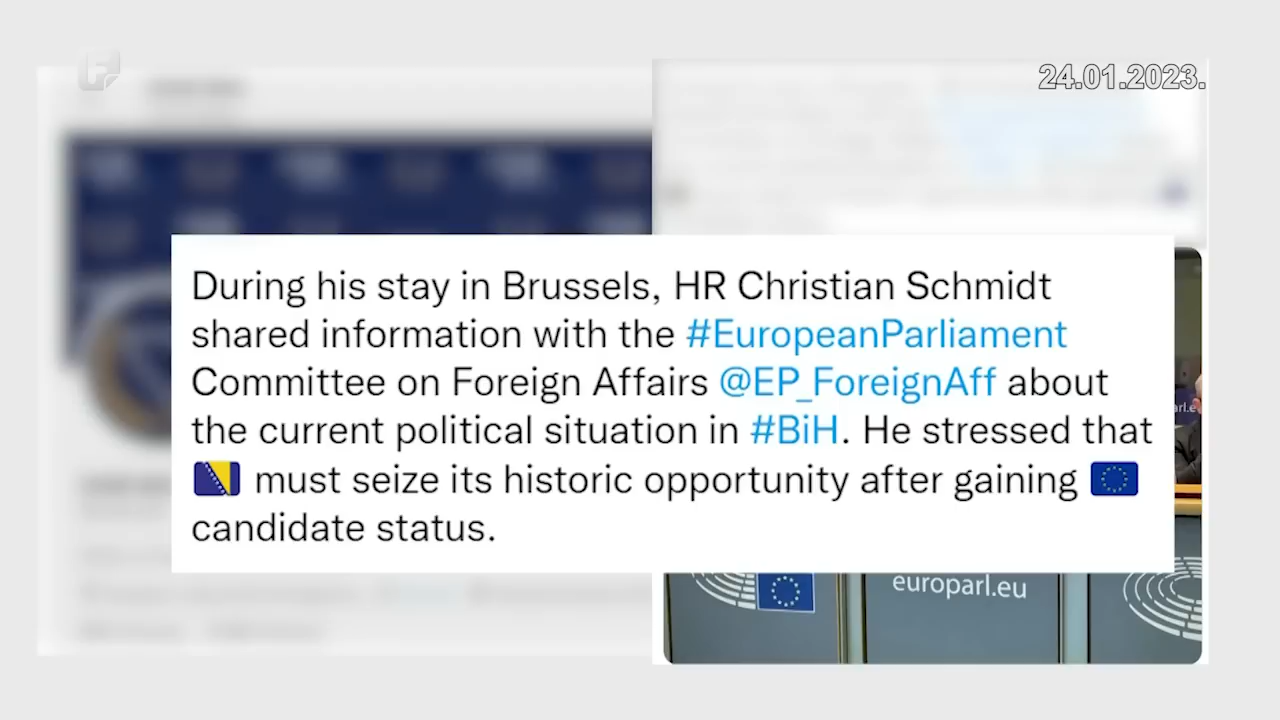 24.01.2023.
During his stay in Brussels, HR Christian Schmidt
shared information with the #EuropeanParliament
Committee on Foreign Affairs @EP_ForeignAff about
the current political situation in #BiH. He stressed that
🇧🇦 must seize its historic opportunity after gaining 🇪🇺
candidate status.
europarl.eu